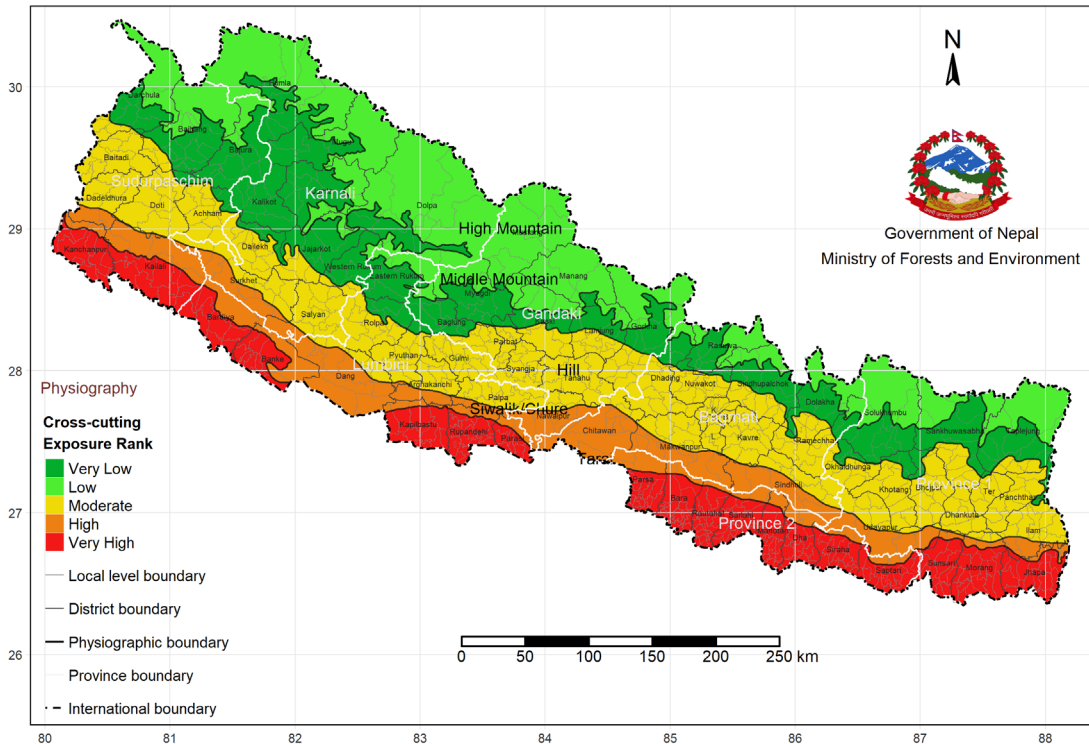 N
30
29
28
27
26
80
81
82
83
84
85
86
87
88
Government of Nepal
Ministry of Forests and Environment
Darchula
Humla
Bajhang
Bajura
Mugu
Baitadi
Sudurpaschim
Karnali
Dadeldhura
Doti
Achham
Kalikot
Dolpa
High Mountain
Kanchanpur
Kailali
Dailekh
Jajarkot
Western Rukum
Eastern Rukum
Middle Mountain
Manang
Surkhet
Myagdi
Gandaki
Bardiya
Salyan
Rolpa
Baglung
Lamjung
Gorkha
Parbat
Rasuwa
Banke
Pyuthan
Gulmi
Syangja
Hill
Lumbini
Dang
Arghakanchi
Tanahu
Dhading
Nuwakot
Sindhupalchok
Palpa
Dolakha
Solukhumbu
Siwalik/Chure
Nawalpur
Chitawan
Bagmati
Kavre
Ramechhap
Sankhuwasabha
Taplejung
Kapilbastu
Rupandehi
Parasi
Makwanpur
Okhaldhunga
Khotang
Bhojpur
Province 1
Ter
Panchthar
Parsa
Bara
Sindhuli
Rautahat
Sarlahi
Province 2
Dhankuta
Udayapur
Ilam
Dha
Siraha
Saptari
Sunsari
Morang
Jhapa
Physiography
Cross-cutting
Exposure Rank
Very Low
Low
Moderate
High
Very High
Local level boundary
District boundary
Physiographic boundary
Province boundary
International boundary
0 50 100 150 200 250 km